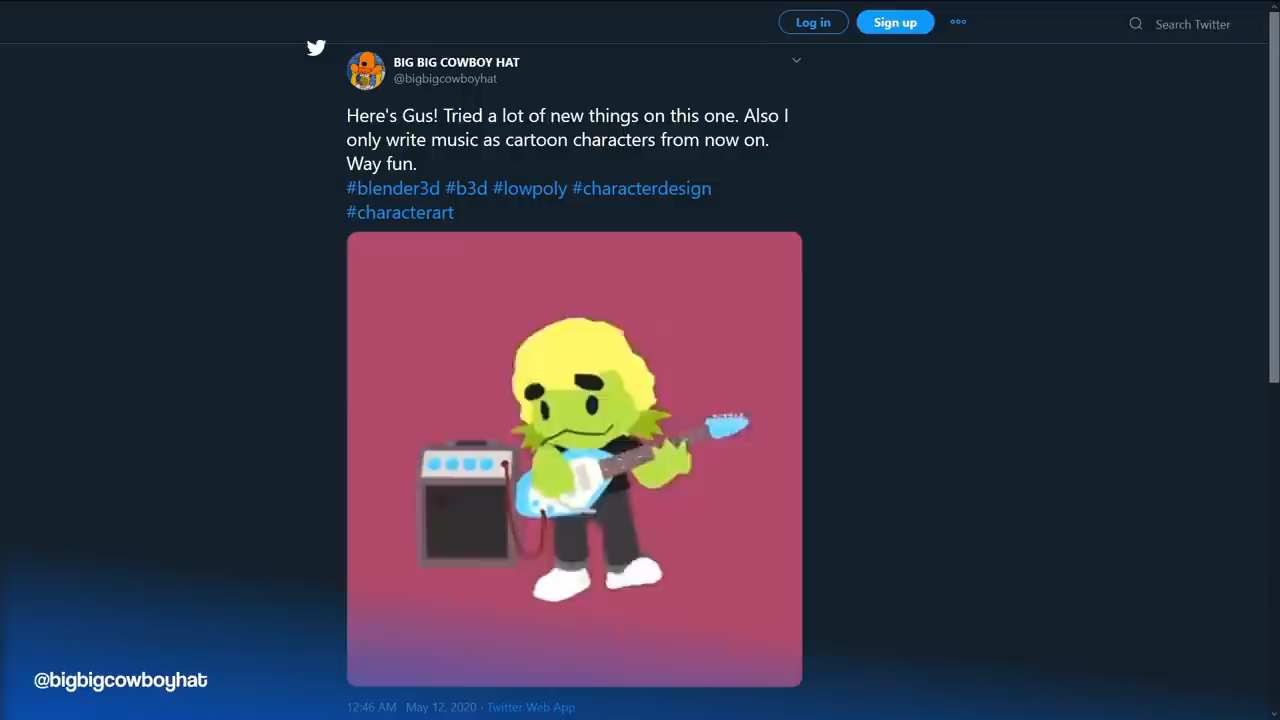 Log in
Sign up
Search Twitter
BIG BIG COWBOY HAT
@bigbigcowboyhat
Here's Gus! Tried a lot of new things on this one. Also I
only write music as cartoon characters from now on.
Way fun.
#blender3d #b3d #lowpoly #characterdesign
#characterart
@bigbigcowboyhat
12:46 AM May 12, 2020 · Twitter Web App